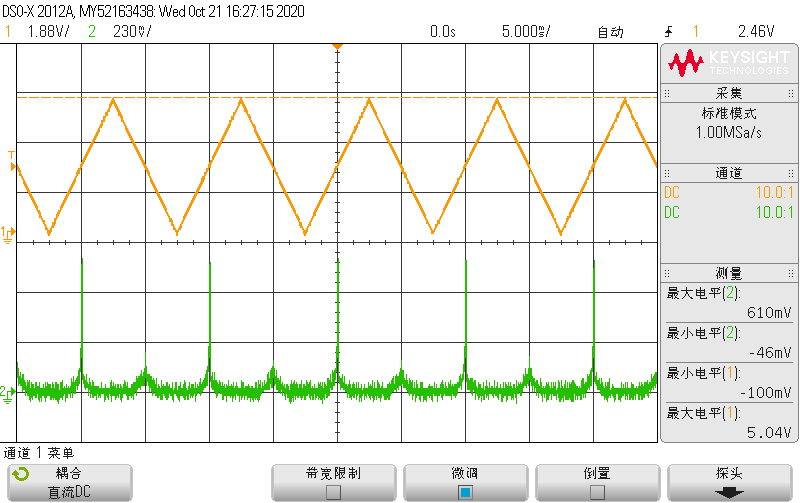 DSO-X 2012A, MY52163438: Wed Oct 21 16:27:15 2020
1 1.88V/ 2 230mV/ 0.0s 5.000ms/ 自动 1 2.46V
KEYSIGHT
TECHNOLOGIES
采集
标准模式
1.00MSa/s
通道
DC 10.0:1
DC 10.0:1
测量
最大电平(2):
610mV
最小电平(2):
-46mV
最小电平(1):
-100mV
最大电平(1):
5.04V
T
1
2
通道 1 菜单
耦合
直流DC
带宽限制
微调
倒置
探头